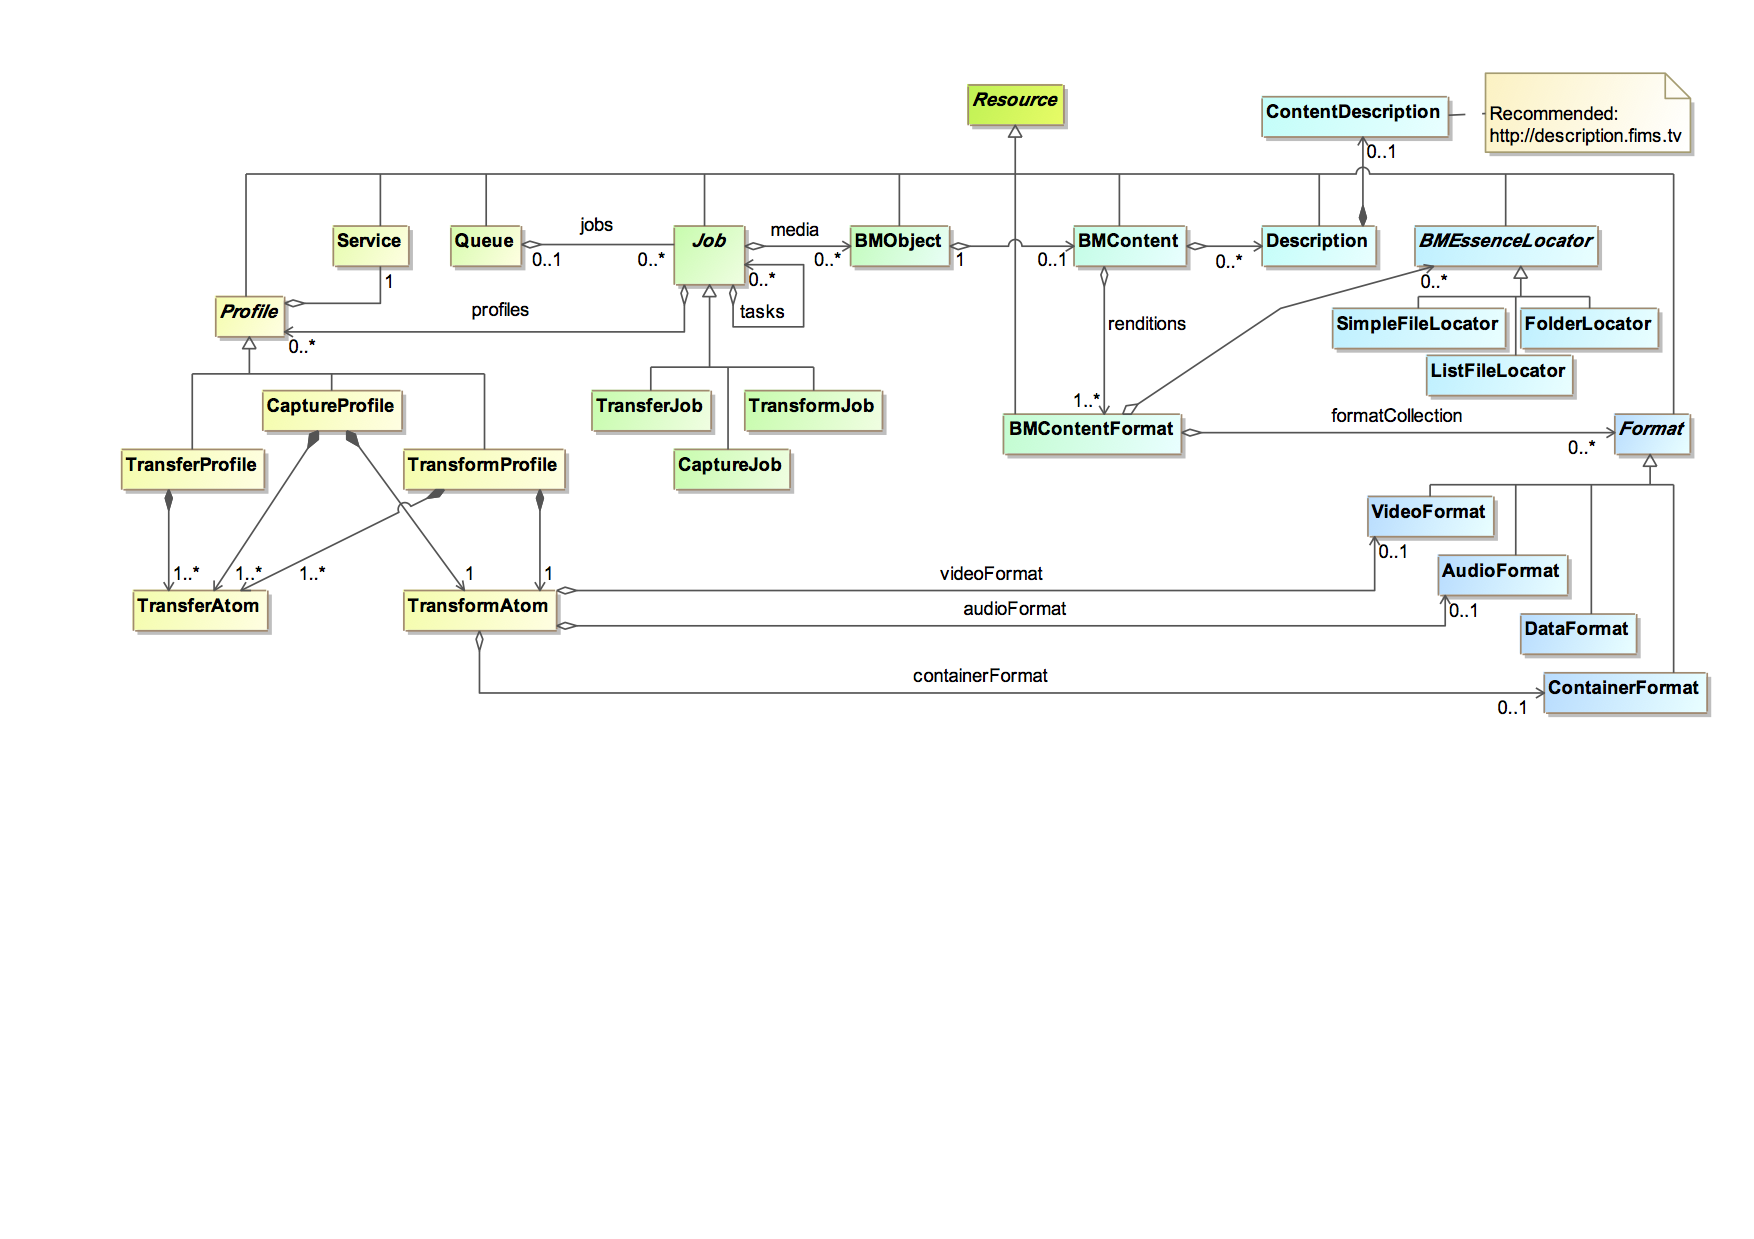 Resource
ContentDescription
Recommended:
http://description.fims.tv
0..1
Service
Queue
jobs
0..1
0..*
Job
media
0..*
BMObject
1
0..1
BMContent
0..*
Description
BMEssenceLocator
0..*
1
0..*
tasks
Profile
profiles
0..*
renditions
SimpleFileLocator
FolderLocator
ListFileLocator
CaptureProfile
TransferJob
TransformJob
1..*
BMContentFormat
formatCollection
0..*
Format
TransferProfile
TransformProfile
CaptureJob
VideoFormat
0..1
1..*
1..*
1..*
1
1
videoFormat
AudioFormat
TransferAtom
TransformAtom
audioFormat
0..1
DataFormat
containerFormat
ContainerFormat
0..1